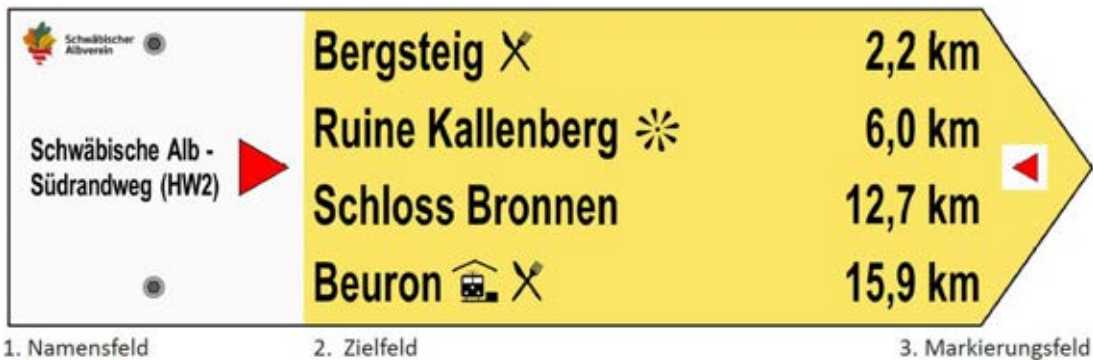 Schwäbischer
Albverein
Schwäbische Alb -
Südrandweg (HW2)
Bergsteig 2,2 km
Ruine Kallenberg 6,0 km
Schloss Bronnen 12,7 km
Beuron 15,9 km
1. Namensfeld 2. Zielfeld 3. Markierungsfeld